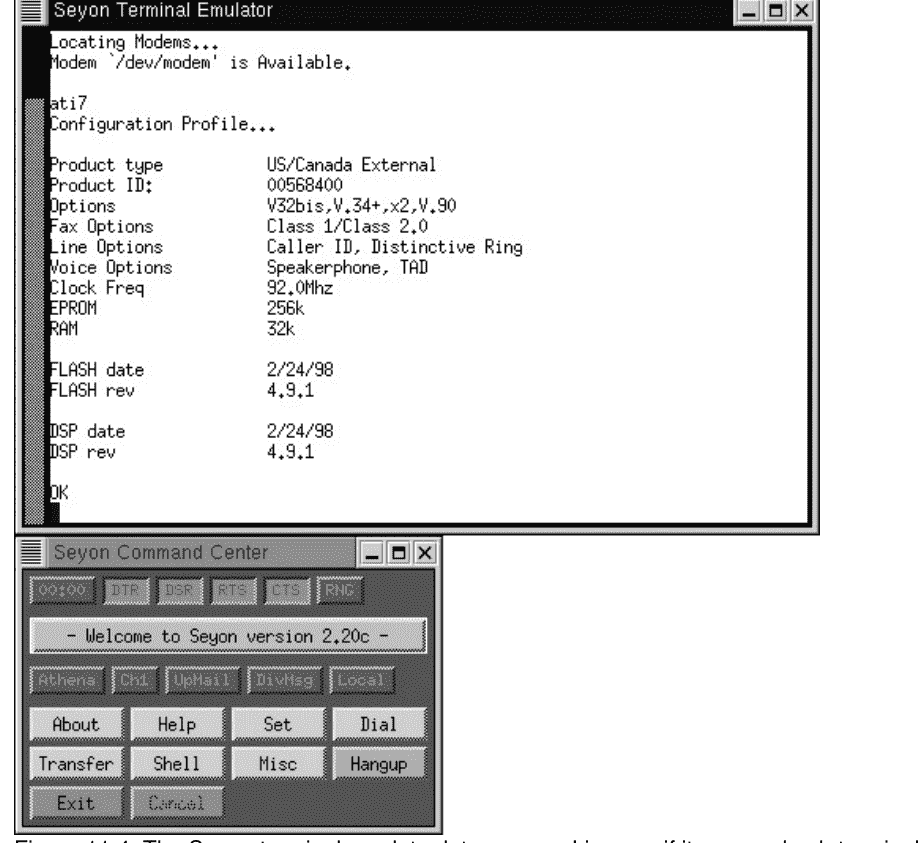 Seyon Terminal Emulator
Locating Modems...
Modem `/dev/modem' is Available.
ati7
Configuration Profile...
Product type US/Canada External
Product ID: 00568400
Options V32bis,V.34+,x2,V.90
Fax Options Class 1/Class 2.0
Line Options Caller ID, Distinctive Ring
Voice Options Speakerphone, TAD
Clock Freq 92.0Mhz
EPROM 256k
RAM 32k
FLASH date 2/24/98
FLASH rev 4.9.1
DSP date 2/24/98
DSP rev 4.9.1
OK
Seyon Command Center
00:00 DTR DSR RTS CTS RNG
- Welcome to Seyon version 2.20c -
Athena Ch1 UpMail DivMsg Local
About Help Set Dial
Transfer Shell Misc Hangup
Exit Cancel